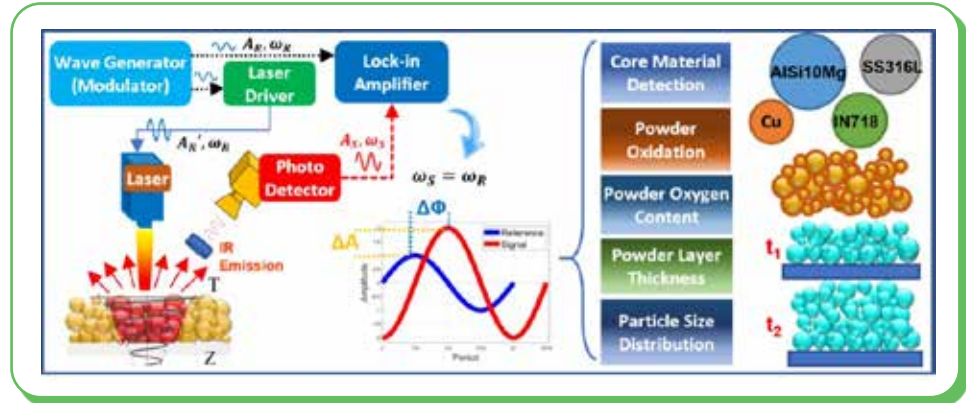 Wave Generator
(Modulator)
A_R, ω_R
Laser
Driver
Lock-in
Amplifier
A_R', ω_R
A_S, ω_S
Laser
Photo
Detector
ω_S = ω_R
IR
Emission
T
Z
ΔΦ
ΔA
Reference
Signal
Amplitude
Period
Core Material
Detection
Powder
Oxidation
Powder Oxygen
Content
Powder Layer
Thickness
Particle Size
Distribution
AlSi10Mg
SS316L
Cu
IN718
t₁
t₂